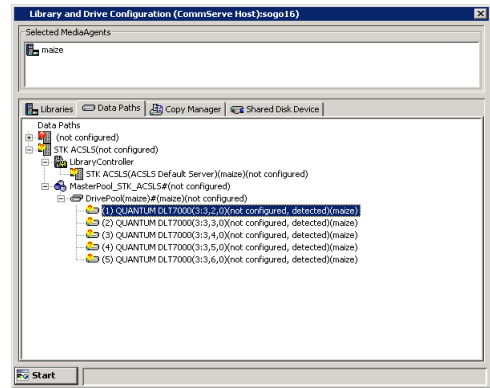 Library and Drive Configuration (CommServe Host):sogo16)
Selected MediaAgents
maize
Libraries Data Paths Copy Manager Shared Disk Device
Data Paths
(not configured)
STK ACSLS(not configured)
LibraryController
STK ACSLS(ACSLS Default Server)(maize)(not configured)
MasterPool_STK_ACSLS#(not configured)
DrivePool(maize)#(maize)(not configured)
(1) QUANTUM DLT7000(3:3,2,0)(not configured, detected)(maize)
(2) QUANTUM DLT7000(3:3,3,0)(not configured, detected)(maize)
(3) QUANTUM DLT7000(3:3,4,0)(not configured, detected)(maize)
(4) QUANTUM DLT7000(3:3,5,0)(not configured, detected)(maize)
(5) QUANTUM DLT7000(3:3,6,0)(not configured, detected)(maize)
Start